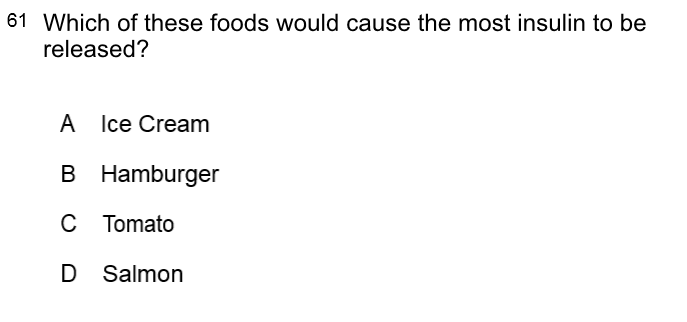 61 Which of these foods would cause the most insulin to be
released?
A Ice Cream
B Hamburger
C Tomato
D Salmon